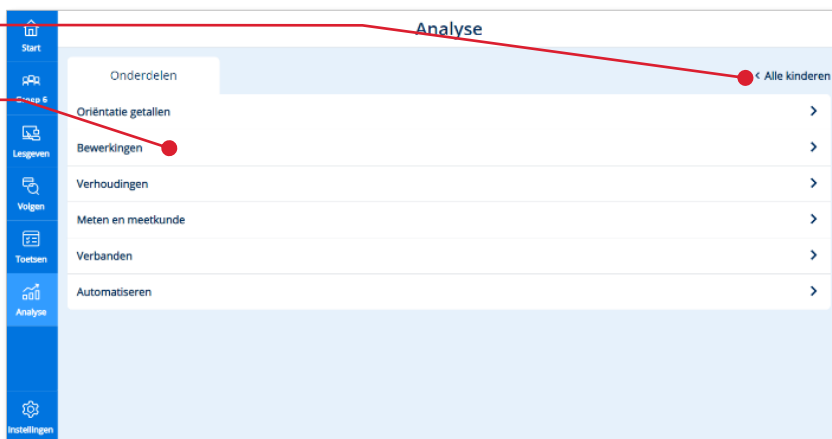 Analyse
Start
Groep 6
Lesgeven
Volgen
Toetsen
Analyse
Instellingen
Onderdelen
< Alle kinderen
Oriëntatie getallen
Bewerkingen
Verhoudingen
Meten en meetkunde
Verbanden
Automatiseren